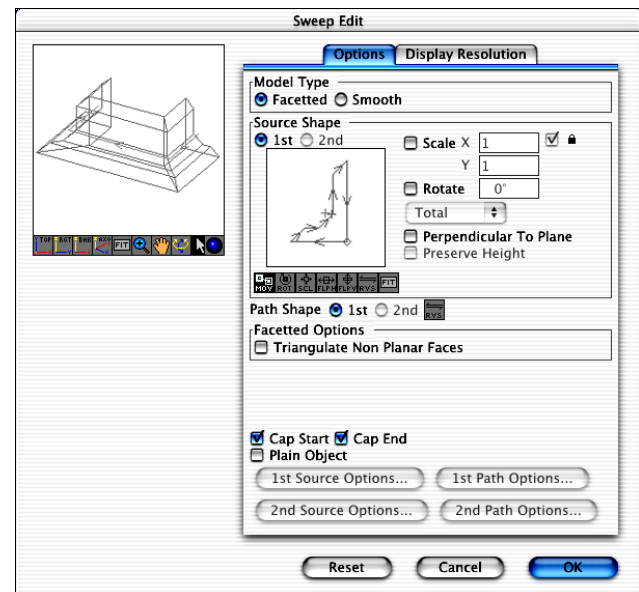 Sweep Edit
Options Display Resolution
Model Type
Facetted Smooth
Source Shape
1st 2nd
Scale X 1
Y 1
Rotate 0°
Total
Perpendicular To Plane
Preserve Height
TOP RGT BAK AXO FIT
MOV ROT SCL FLPH FLPV RVS FIT
Path Shape 1st 2nd RVS
Facetted Options
Triangulate Non Planar Faces
Cap Start Cap End
Plain Object
1st Source Options... 1st Path Options...
2nd Source Options... 2nd Path Options...
Reset Cancel OK